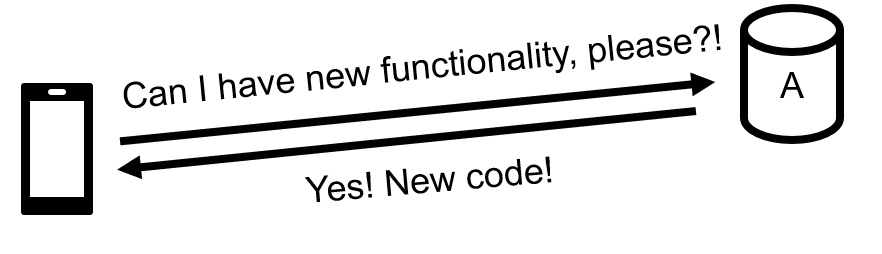 Can I have new functionality, please?!
A
Yes! New code!